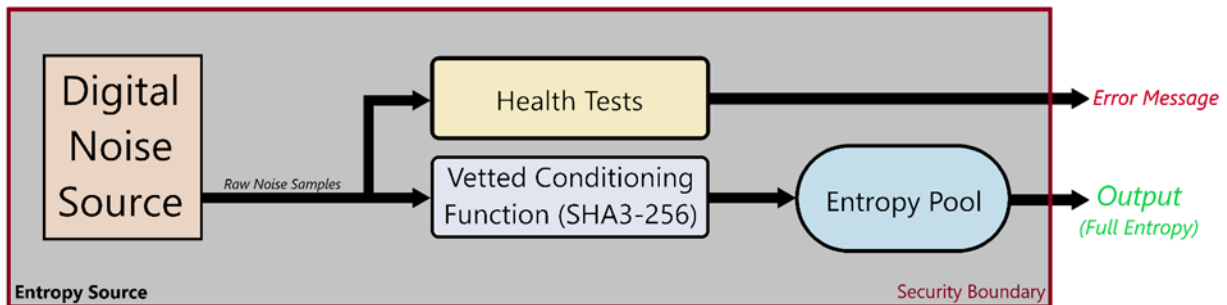 Digital
Noise
Source
Raw Noise Samples
Health Tests
Error Message
Vetted Conditioning
Function (SHA3-256)
Entropy Pool
Output
(Full Entropy)
Entropy Source
Security Boundary